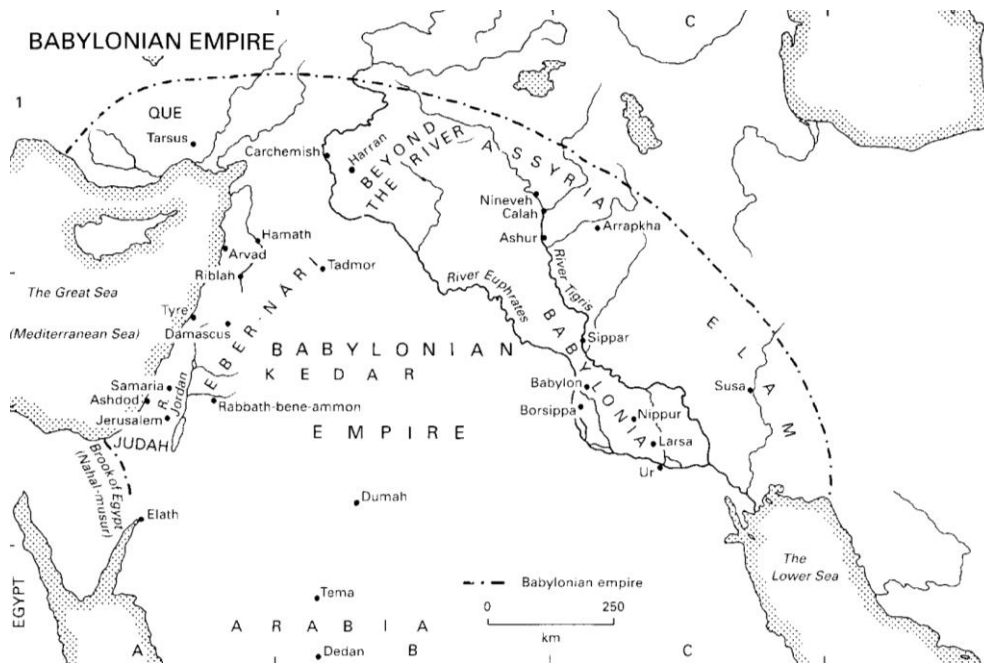 BABYLONIAN EMPIRE
C
1
QUE
Tarsus
Carchemish
Harran
BEYOND
THE RIVER
ASSYRIA
Nineveh
Calah
Ashur
Arrapkha
Hamath
Arvad
Riblah
Tadmor
EBER-NARI
The Great Sea
(Mediterranean Sea)
Tyre
Damascus
River Euphrates
River Tigris
BABYLONIA
Sippar
ELAM
BABYLONIAN
KEDAR
EMPIRE
Samaria
Ashdod
R. Jordan
Jerusalem
Rabbath-bene-ammon
JUDAH
Babylon
Borsippa
Nippur
Larsa
Ur
Susa
Brook of Egypt
(Nahal-musur)
Elath
Dumah
EGYPT
Tema
ARABIA
Dedan
A
B
C
The
Lower Sea
Babylonian empire
0
250
km